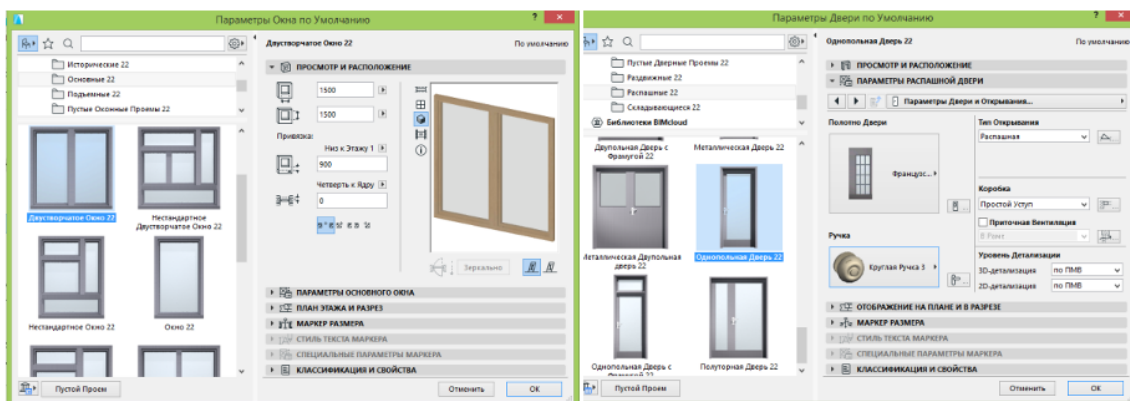 Параметры Окна по Умолчанию
Исторические 22
Основные 22
Подъемные 22
Пустые Оконные Проемы 22
Двустворчатое Окно 22
Нестандартное
Двустворчатое Окно 22
Нестандартное Окно 22
Окно 22
Пустой Проем
Двустворчатое Окно 22
По умолчанию
ПРОСМОТР И РАСПОЛОЖЕНИЕ
1500
1500
Привязка:
Низ к Этажу 1
900
Четверть к Ядру
0
Зеркально
ПАРАМЕТРЫ ОСНОВНОГО ОКНА
ПЛАН ЭТАЖА И РАЗРЕЗ
МАРКЕР РАЗМЕРА
СТИЛЬ ТЕКСТА МАРКЕРА
СПЕЦИАЛЬНЫЕ ПАРАМЕТРЫ МАРКЕРА
КЛАССИФИКАЦИЯ И СВОЙСТВА
Отменить
OK
Параметры Двери по Умолчанию
Пустые Дверные Проемы 22
Раздвижные 22
Распашные 22
Складывающиеся 22
Библиотеки BIMcloud
Двупольная Дверь с
Фрамугой 22
Металлическая Дверь 22
Металлическая Двупольная
дверь 22
Однопольная Дверь 22
Однопольная Дверь с
Фрамугой 22
Полуторная Дверь 22
Пустой Проем
Однопольная Дверь 22
По умолчанию
ПРОСМОТР И РАСПОЛОЖЕНИЕ
ПАРАМЕТРЫ РАСПАШНОЙ ДВЕРИ
Параметры Двери и Открывания...
Полотно Двери
Французс...
Ручка
Круглая Ручка 3
Тип Открывания
Распашная
Коробка
Простой Уступ
Приточная Вентиляция
В Раме
Уровень Детализации
3D-детализация
по ПМВ
2D-детализация
по ПМВ
ОТОБРАЖЕНИЕ НА ПЛАНЕ И В РАЗРЕЗЕ
МАРКЕР РАЗМЕРА
СТИЛЬ ТЕКСТА МАРКЕРА
СПЕЦИАЛЬНЫЕ ПАРАМЕТРЫ МАРКЕРА
КЛАССИФИКАЦИЯ И СВОЙСТВА
Отменить
OK